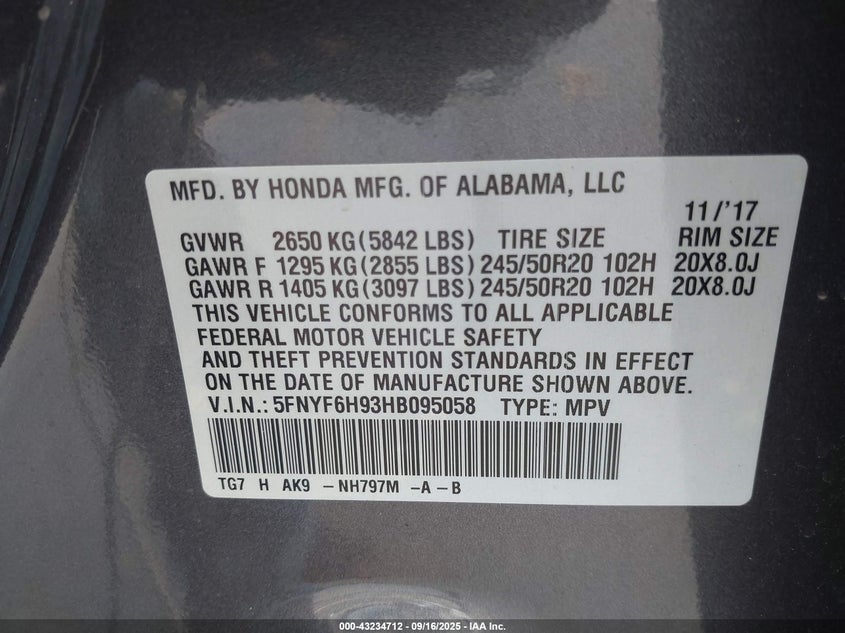 MFD. BY HONDA MFG. OF ALABAMA, LLC
11/'17
GVWR 2650 KG(5842 LBS) TIRE SIZE RIM SIZE
GAWR F 1295 KG(2855 LBS) 245/50R20 102H 20X8.0J
GAWR R 1405 KG(3097 LBS) 245/50R20 102H 20X8.0J
THIS VEHICLE CONFORMS TO ALL APPLICABLE
FEDERAL MOTOR VEHICLE SAFETY
AND THEFT PREVENTION STANDARDS IN EFFECT
ON THE DATE OF MANUFACTURE SHOWN ABOVE.
V.I.N.: 5FNYF6H93HB095058 TYPE: MPV
TG7 H AK9 -NH797M -A-B
000-43234712 - 09/16/2025 - IAA Inc.